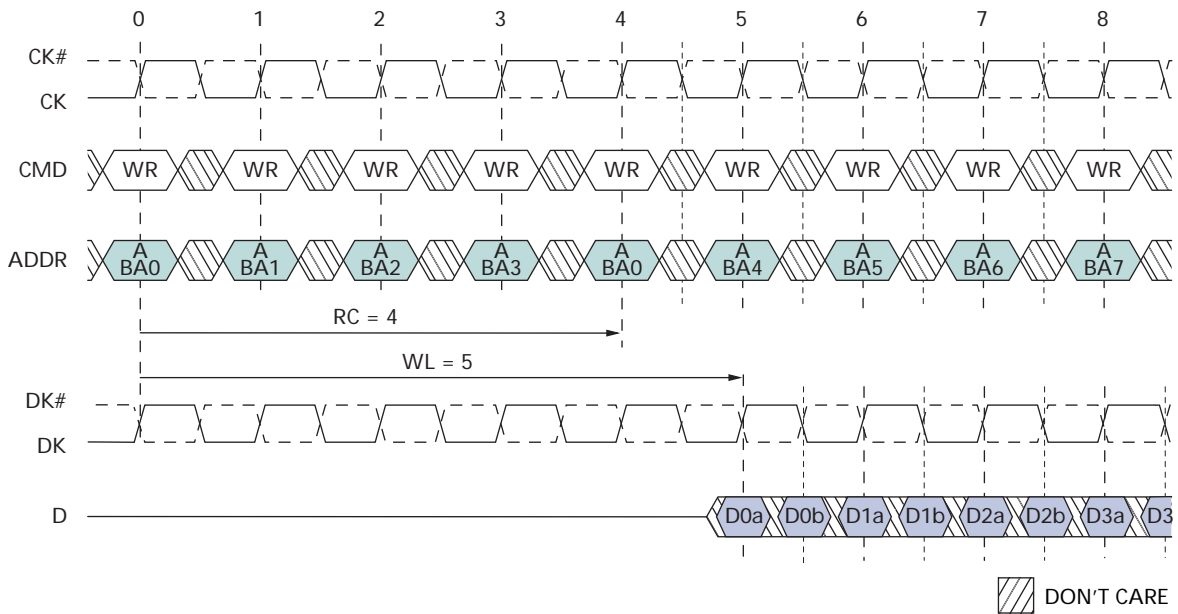 0 1 2 3 4 5 6 7 8
CK#
CK
CMD WR WR WR WR WR WR WR WR WR
ADDR A BA0 A BA1 A BA2 A BA3 A BA0 A BA4 A BA5 A BA6 A BA7
RC = 4
WL = 5
DK#
DK
D D0a D0b D1a D1b D2a D2b D3a D3
DON'T CARE